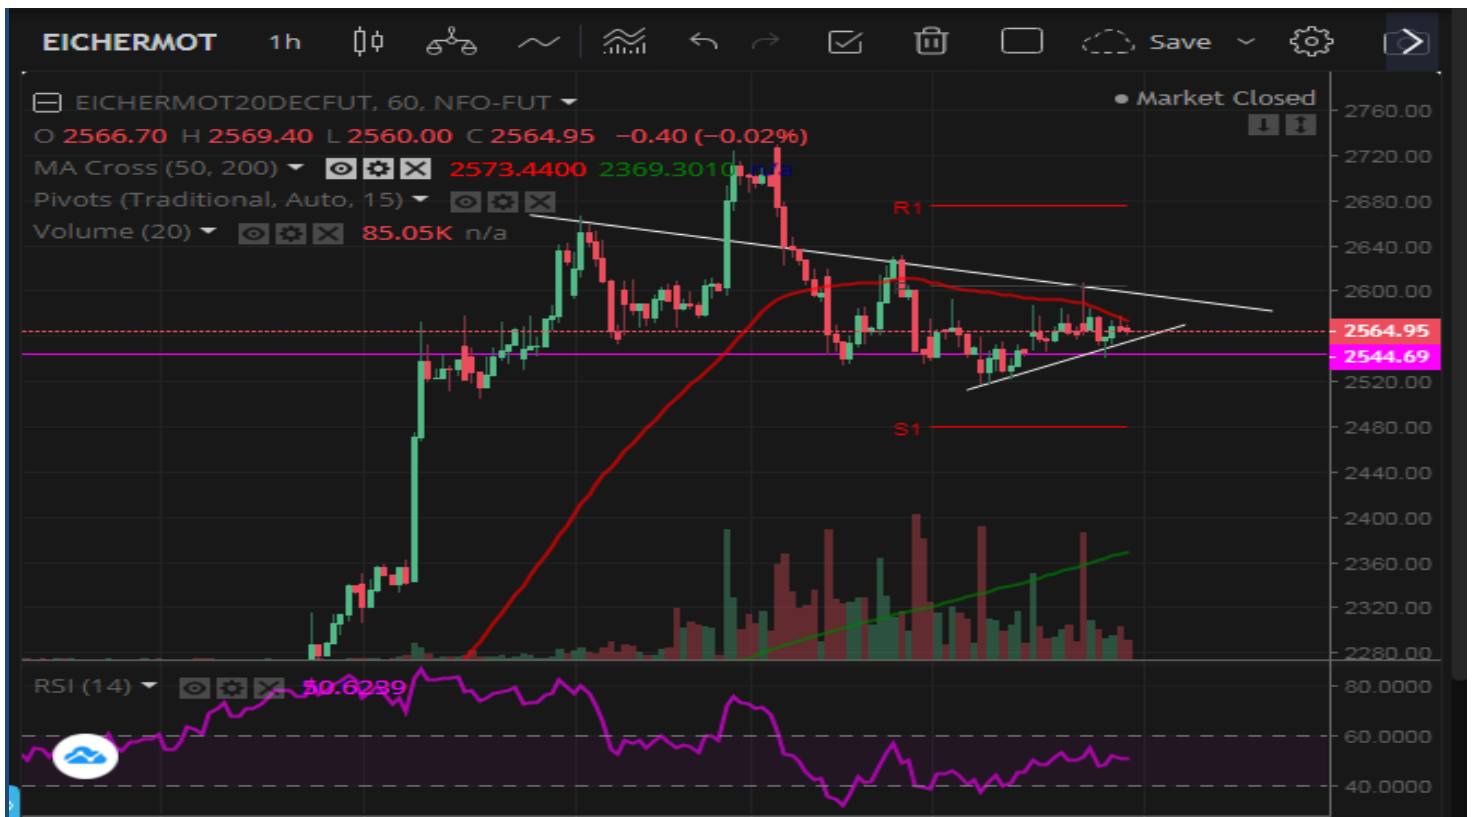 EICHERMOT 1h Save
EICHERMOT20DECFUT, 60, NFO-FUT
Market Closed
O 2566.70 H 2569.40 L 2560.00 C 2564.95 −0.40 (−0.02%)
MA Cross (50, 200) 2573.4400 2369.3010 n/a
Pivots (Traditional, Auto, 15)
Volume (20) 85.05K n/a
R1
S1
2760.00
2720.00
2680.00
2640.00
2600.00
2564.95
2544.69
2520.00
2480.00
2440.00
2400.00
2360.00
2320.00
2280.00
RSI (14) 50.6239
80.0000
60.0000
40.0000